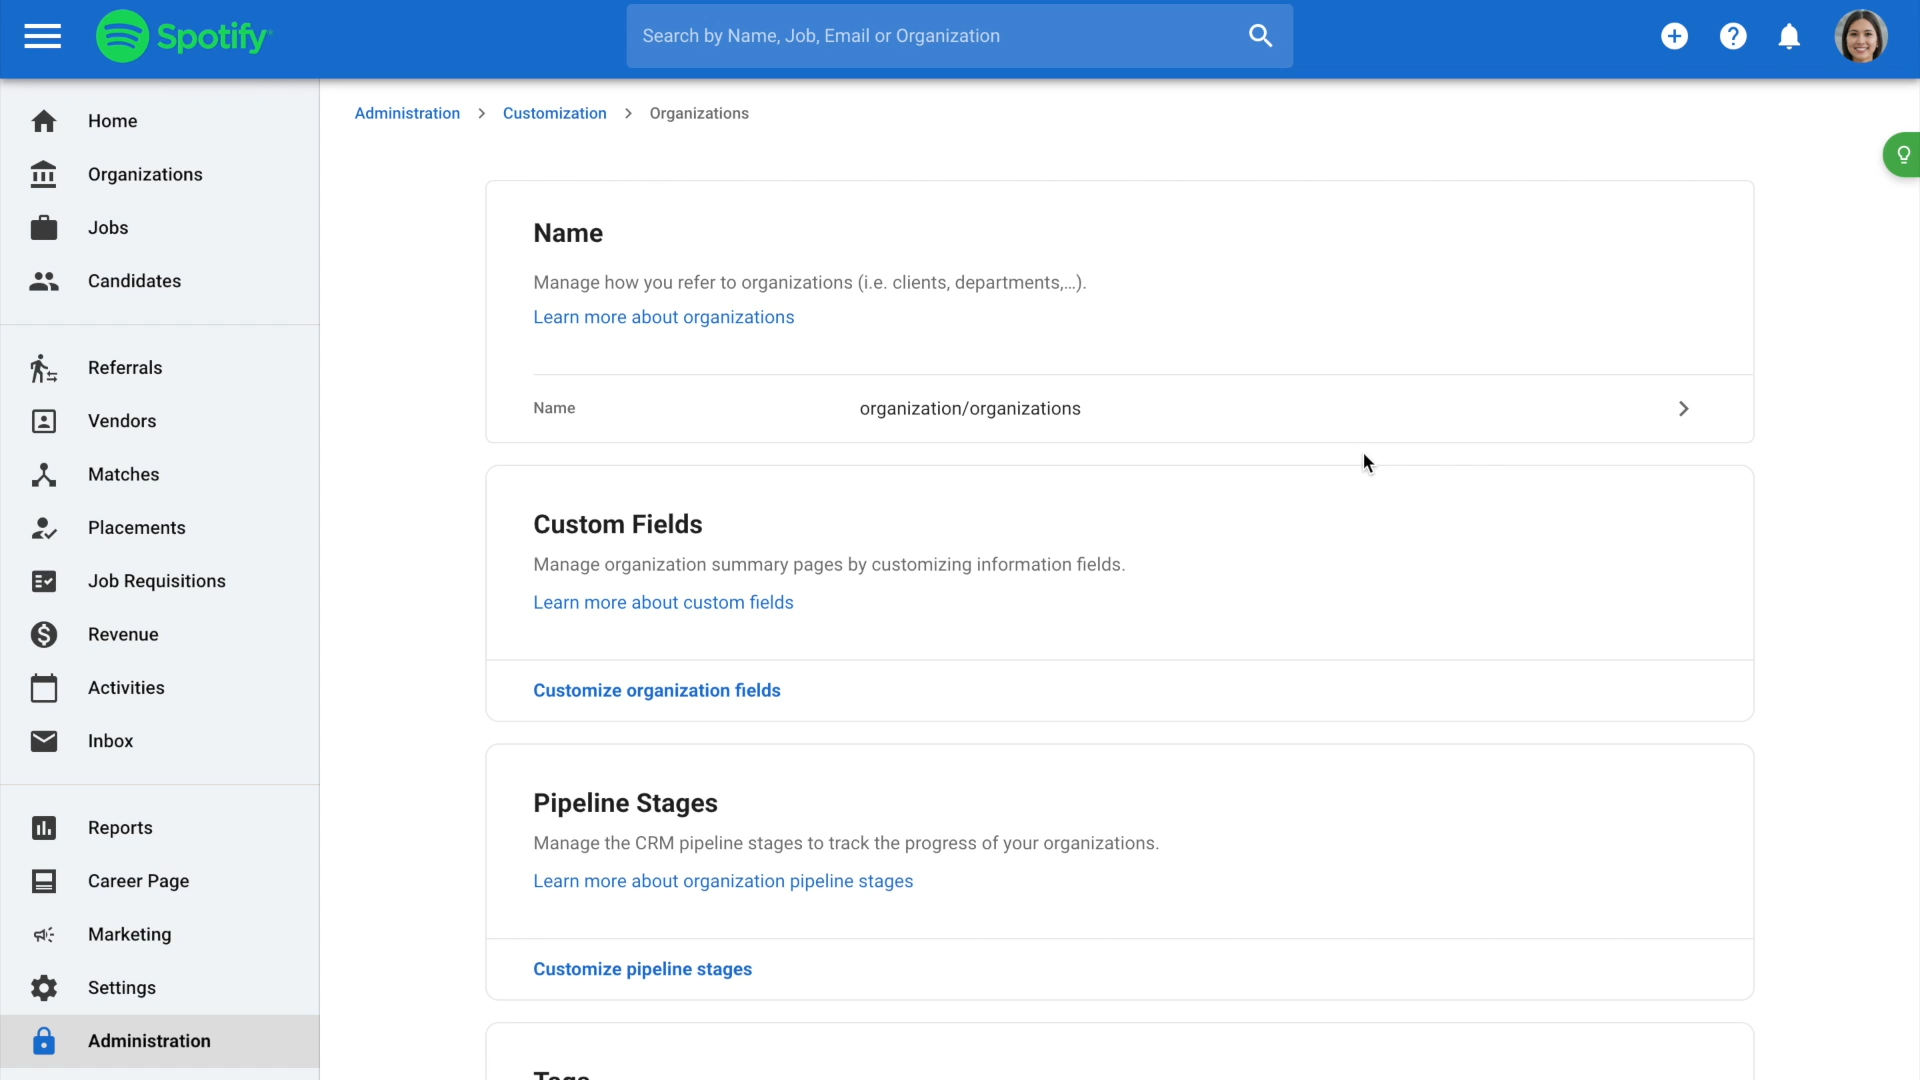 Spotify
Search by Name, Job, Email or Organization
Home
Organizations
Jobs
Candidates
Referrals
Vendors
Matches
Placements
Job Requisitions
Revenue
Activities
Inbox
Reports
Career Page
Marketing
Settings
Administration
Administration > Customization > Organizations
Name
Manage how you refer to organizations (i.e. clients, departments,...).
Learn more about organizations
Name organization/organizations
Custom Fields
Manage organization summary pages by customizing information fields.
Learn more about custom fields
Customize organization fields
Pipeline Stages
Manage the CRM pipeline stages to track the progress of your organizations.
Learn more about organization pipeline stages
Customize pipeline stages
Tags